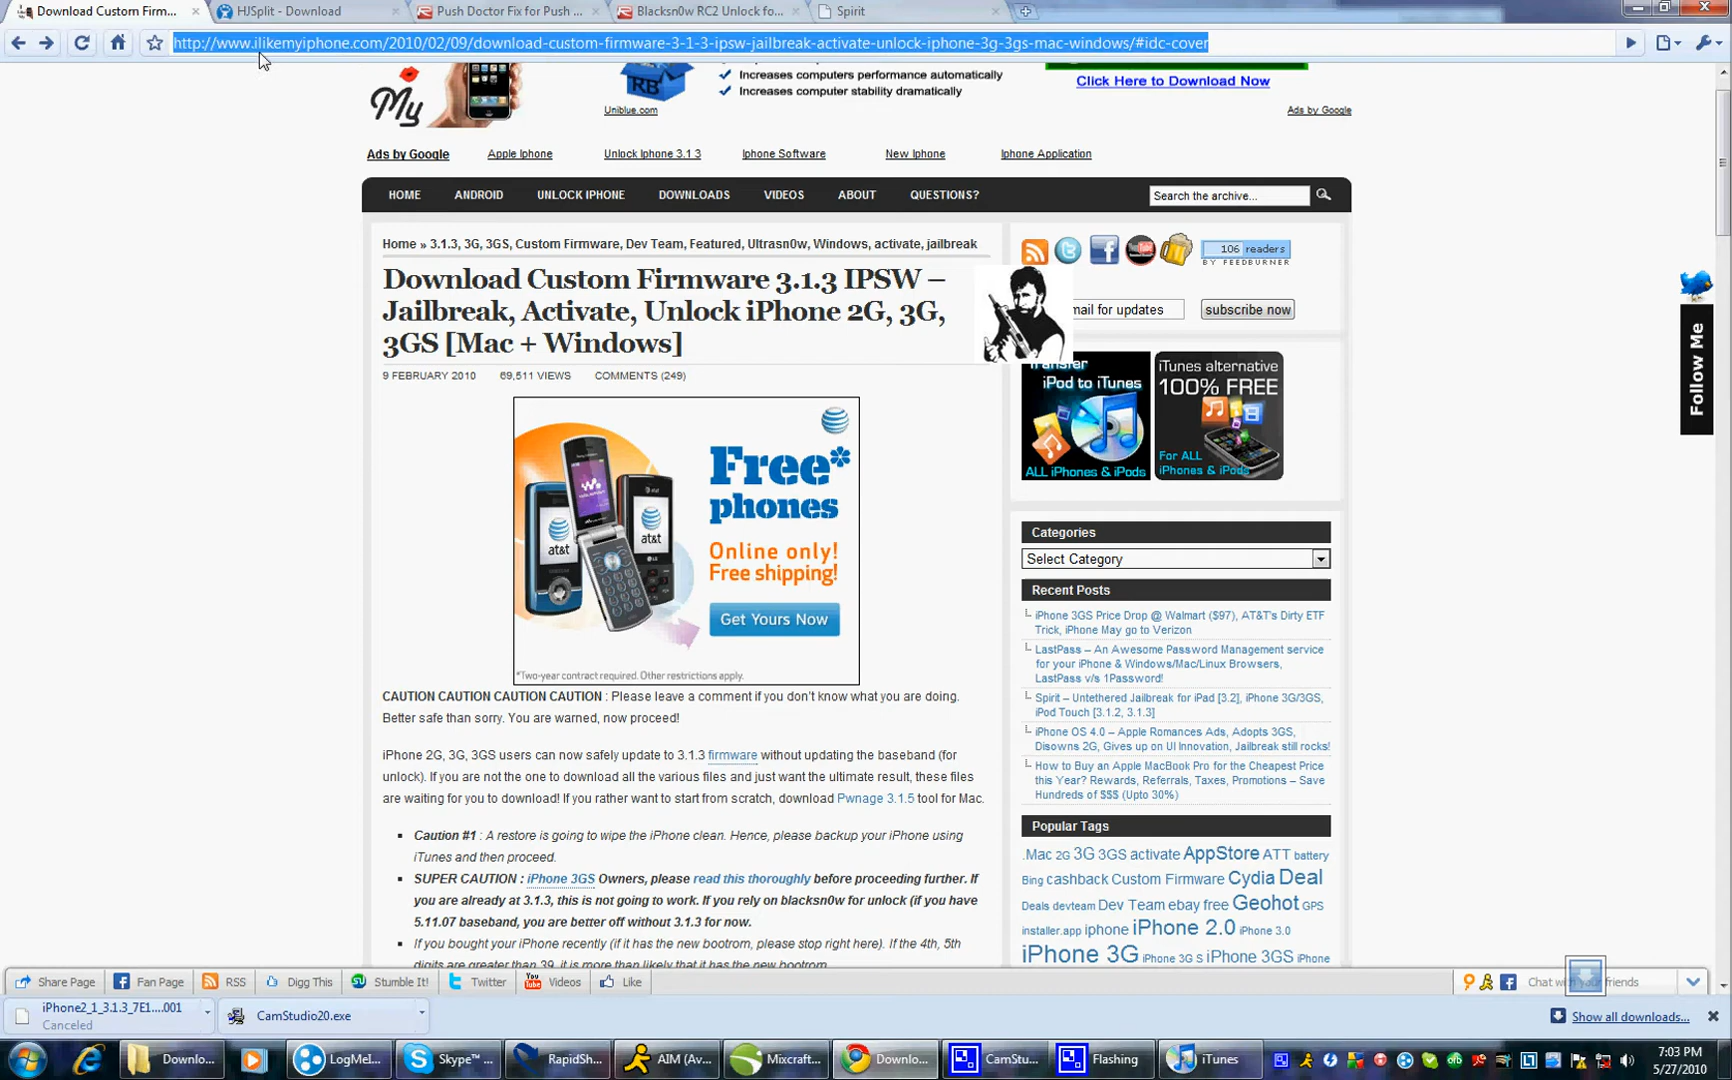 Download Custom Firm...
HJSplit - Download
Push Doctor Fix for Push ...
Blacksn0w RC2 Unlock fo...
Spirit
http://www.ilikemyiphone.com/2010/02/09/download-custom-firmware-3-1-3-ipsw-jailbreak-activate-unlock-iphone-3g-3gs-mac-windows/#idc-cover
My
RB
Increases computers performance automatically
Increases computer stability dramatically
Click Here to Download Now
Uniblue.com
Ads by Google
Ads by Google
Apple Iphone
Unlock Iphone 3.1 3
Iphone Software
New Iphone
Iphone Application
HOME
ANDROID
UNLOCK IPHONE
DOWNLOADS
VIDEOS
ABOUT
QUESTIONS?
Search the archive...
Home » 3.1.3, 3G, 3GS, Custom Firmware, Dev Team, Featured, Ultrasn0w, Windows, activate, jailbreak
Download Custom Firmware 3.1.3 IPSW –
Jailbreak, Activate, Unlock iPhone 2G, 3G,
3GS [Mac + Windows]
9 FEBRUARY 2010
69,511 VIEWS
COMMENTS (249)
106 readers
BY FEEDBURNER
mail for updates
subscribe now
Follow Me
Transfer
iPod to iTunes
ALL iPhones & iPods
iTunes alternative
100% FREE
For ALL
iPhones & iPods
at&t
at&t
Free*
phones
Online only!
Free shipping!
Get Yours Now
*Two-year contract required. Other restrictions apply.
Categories
Select Category
Recent Posts
iPhone 3GS Price Drop @ Walmart ($97), AT&T's Dirty ETF
Trick, iPhone May go to Verizon
LastPass – An Awesome Password Management service
for your iPhone & Windows/Mac/Linux Browsers,
LastPass v/s 1Password!
Spirit – Untethered Jailbreak for iPad [3.2], iPhone 3G/3GS,
iPod Touch [3.1.2, 3.1.3]
iPhone OS 4.0 – Apple Romances Ads, Adopts 3GS,
Disowns 2G, Gives up on UI Innovation, Jailbreak still rocks!
How to Buy an Apple MacBook Pro for the Cheapest Price
this Year? Rewards, Referrals, Taxes, Promotions – Save
Hundreds of $$$ (Upto 30%)
Popular Tags
.Mac 2G 3G 3GS activate AppStore ATT battery
Bing cashback Custom Firmware Cydia Deal
Deals devteam Dev Team ebay free Geohot GPS
installer.app iphone iPhone 2.0 iPhone 3.0
iPhone 3G iPhone 3G S iPhone 3GS iPhone
CAUTION CAUTION CAUTION CAUTION : Please leave a comment if you don't know what you are doing.
Better safe than sorry. You are warned, now proceed!
iPhone 2G, 3G, 3GS users can now safely update to 3.1.3 firmware without updating the baseband (for
unlock). If you are not the one to download all the various files and just want the ultimate result, these files
are waiting for you to download! If you rather want to start from scratch, download Pwnage 3.1.5 tool for Mac.
Caution #1 : A restore is going to wipe the iPhone clean. Hence, please backup your iPhone using
iTunes and then proceed.
SUPER CAUTION : iPhone 3GS Owners, please read this thoroughly before proceeding further. If
you are already at 3.1.3, this is not going to work. If you rely on blacksn0w for unlock (if you have
5.11.07 baseband, you are better off without 3.1.3 for now.
If you bought your iPhone recently (if it has the new bootrom, please stop right here). If the 4th, 5th
digits are greater than 39, it is more than likely that it has the new bootrom.
Share Page
Fan Page
RSS
Digg This
Stumble It!
Twitter
Videos
Like
Chat with your friends
iPhone2_1_3.1.3_7E1....001
Canceled
CamStudio20.exe
Show all downloads...
Downlo...
LogMeI...
Skype™ ...
RapidSh...
AIM (Av...
Mixcraft...
Downlo...
CamStu...
Flashing
iTunes
7:03 PM
5/27/2010